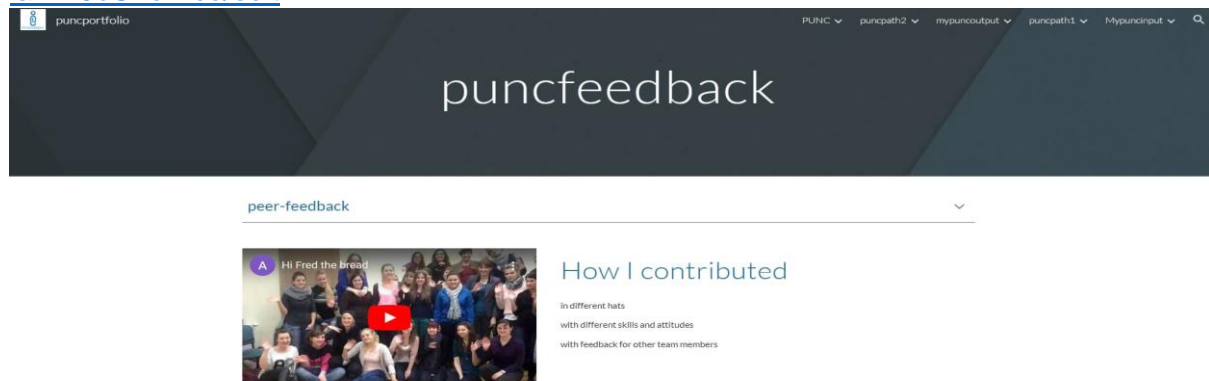 puncportfolio
PUNC puncpath2 mypuncoutput puncpath1 Mypuncinput
puncfeedback
peer-feedback
A Hi Fred the bread
How I contributed
in different hats
with different skills and attitudes
with feedback for other team members